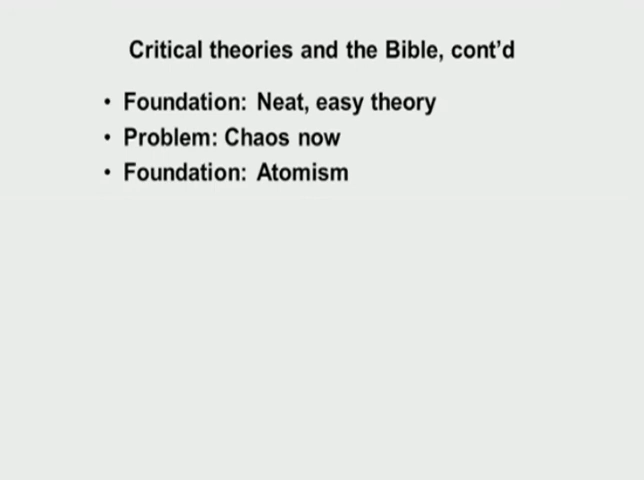 Critical theories and the Bible, cont'd
• Foundation: Neat, easy theory
• Problem: Chaos now
• Foundation: Atomism